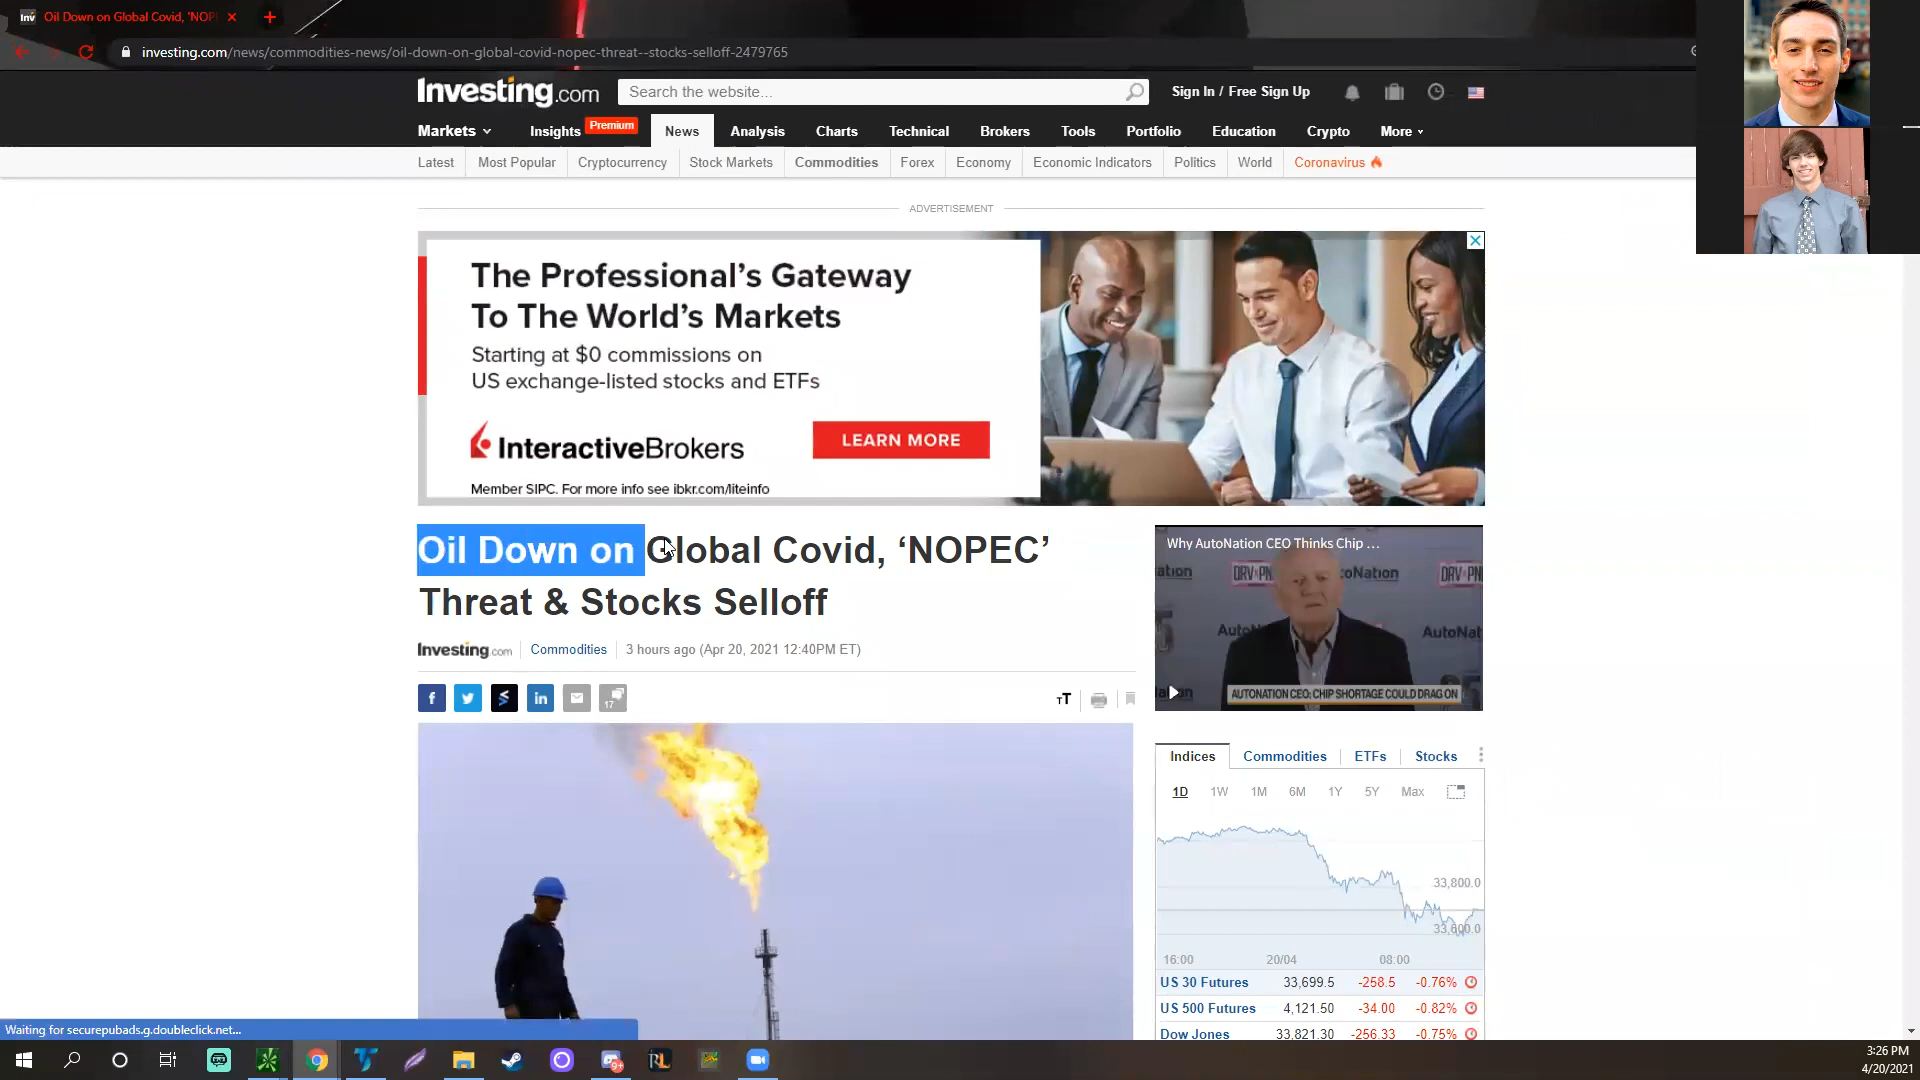 Inv
Oil Down on Global Covid, 'NOP
investing.com/news/commodities-news/oil-down-on-global-covid-nopec-threat--stocks-selloff-2479765
Investing.com
Search the website...
Sign In / Free Sign Up
Markets
Insights
Premium
News
Analysis
Charts
Technical
Brokers
Tools
Portfolio
Education
Crypto
More
Latest
Most Popular
Cryptocurrency
Stock Markets
Commodities
Forex
Economy
Economic Indicators
Politics
World
Coronavirus
ADVERTISEMENT
The Professional's Gateway
To The World's Markets
Starting at $0 commissions on
US exchange-listed stocks and ETFs
InteractiveBrokers
LEARN MORE
Member SIPC. For more info see ibkr.com/liteinfo
Oil Down on Global Covid, ‘NOPEC’
Threat & Stocks Selloff
Investing.com
Commodities
3 hours ago (Apr 20, 2021 12:40PM ET)
17
TT
Why AutoNation CEO Thinks Chip ...
AUTONATION CEO: CHIP SHORTAGE COULD DRAG ON
Indices
Commodities
ETFs
Stocks
1D
1W
1M
6M
1Y
5Y
Max
33,800.0
33,600.0
16:00
20/04
08:00
US 30 Futures 33,699.5 -258.5 -0.76%
US 500 Futures 4,121.50 -34.00 -0.82%
Dow Jones 33,821.30 -256.33 -0.75%
Waiting for securepubads.g.doubleclick.net...
9+
RL
3:26 PM
4/20/2021